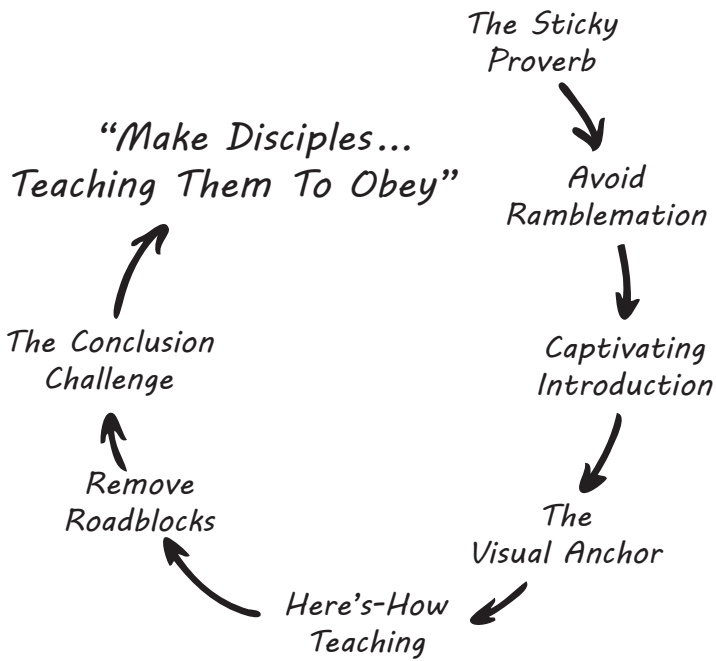 The Sticky
Proverb
Avoid
Ramblemation
Captivating
Introduction
The
Visual Anchor
Here's-How
Teaching
Remove
Roadblocks
The Conclusion
Challenge
“Make Disciples...
Teaching Them To Obey”